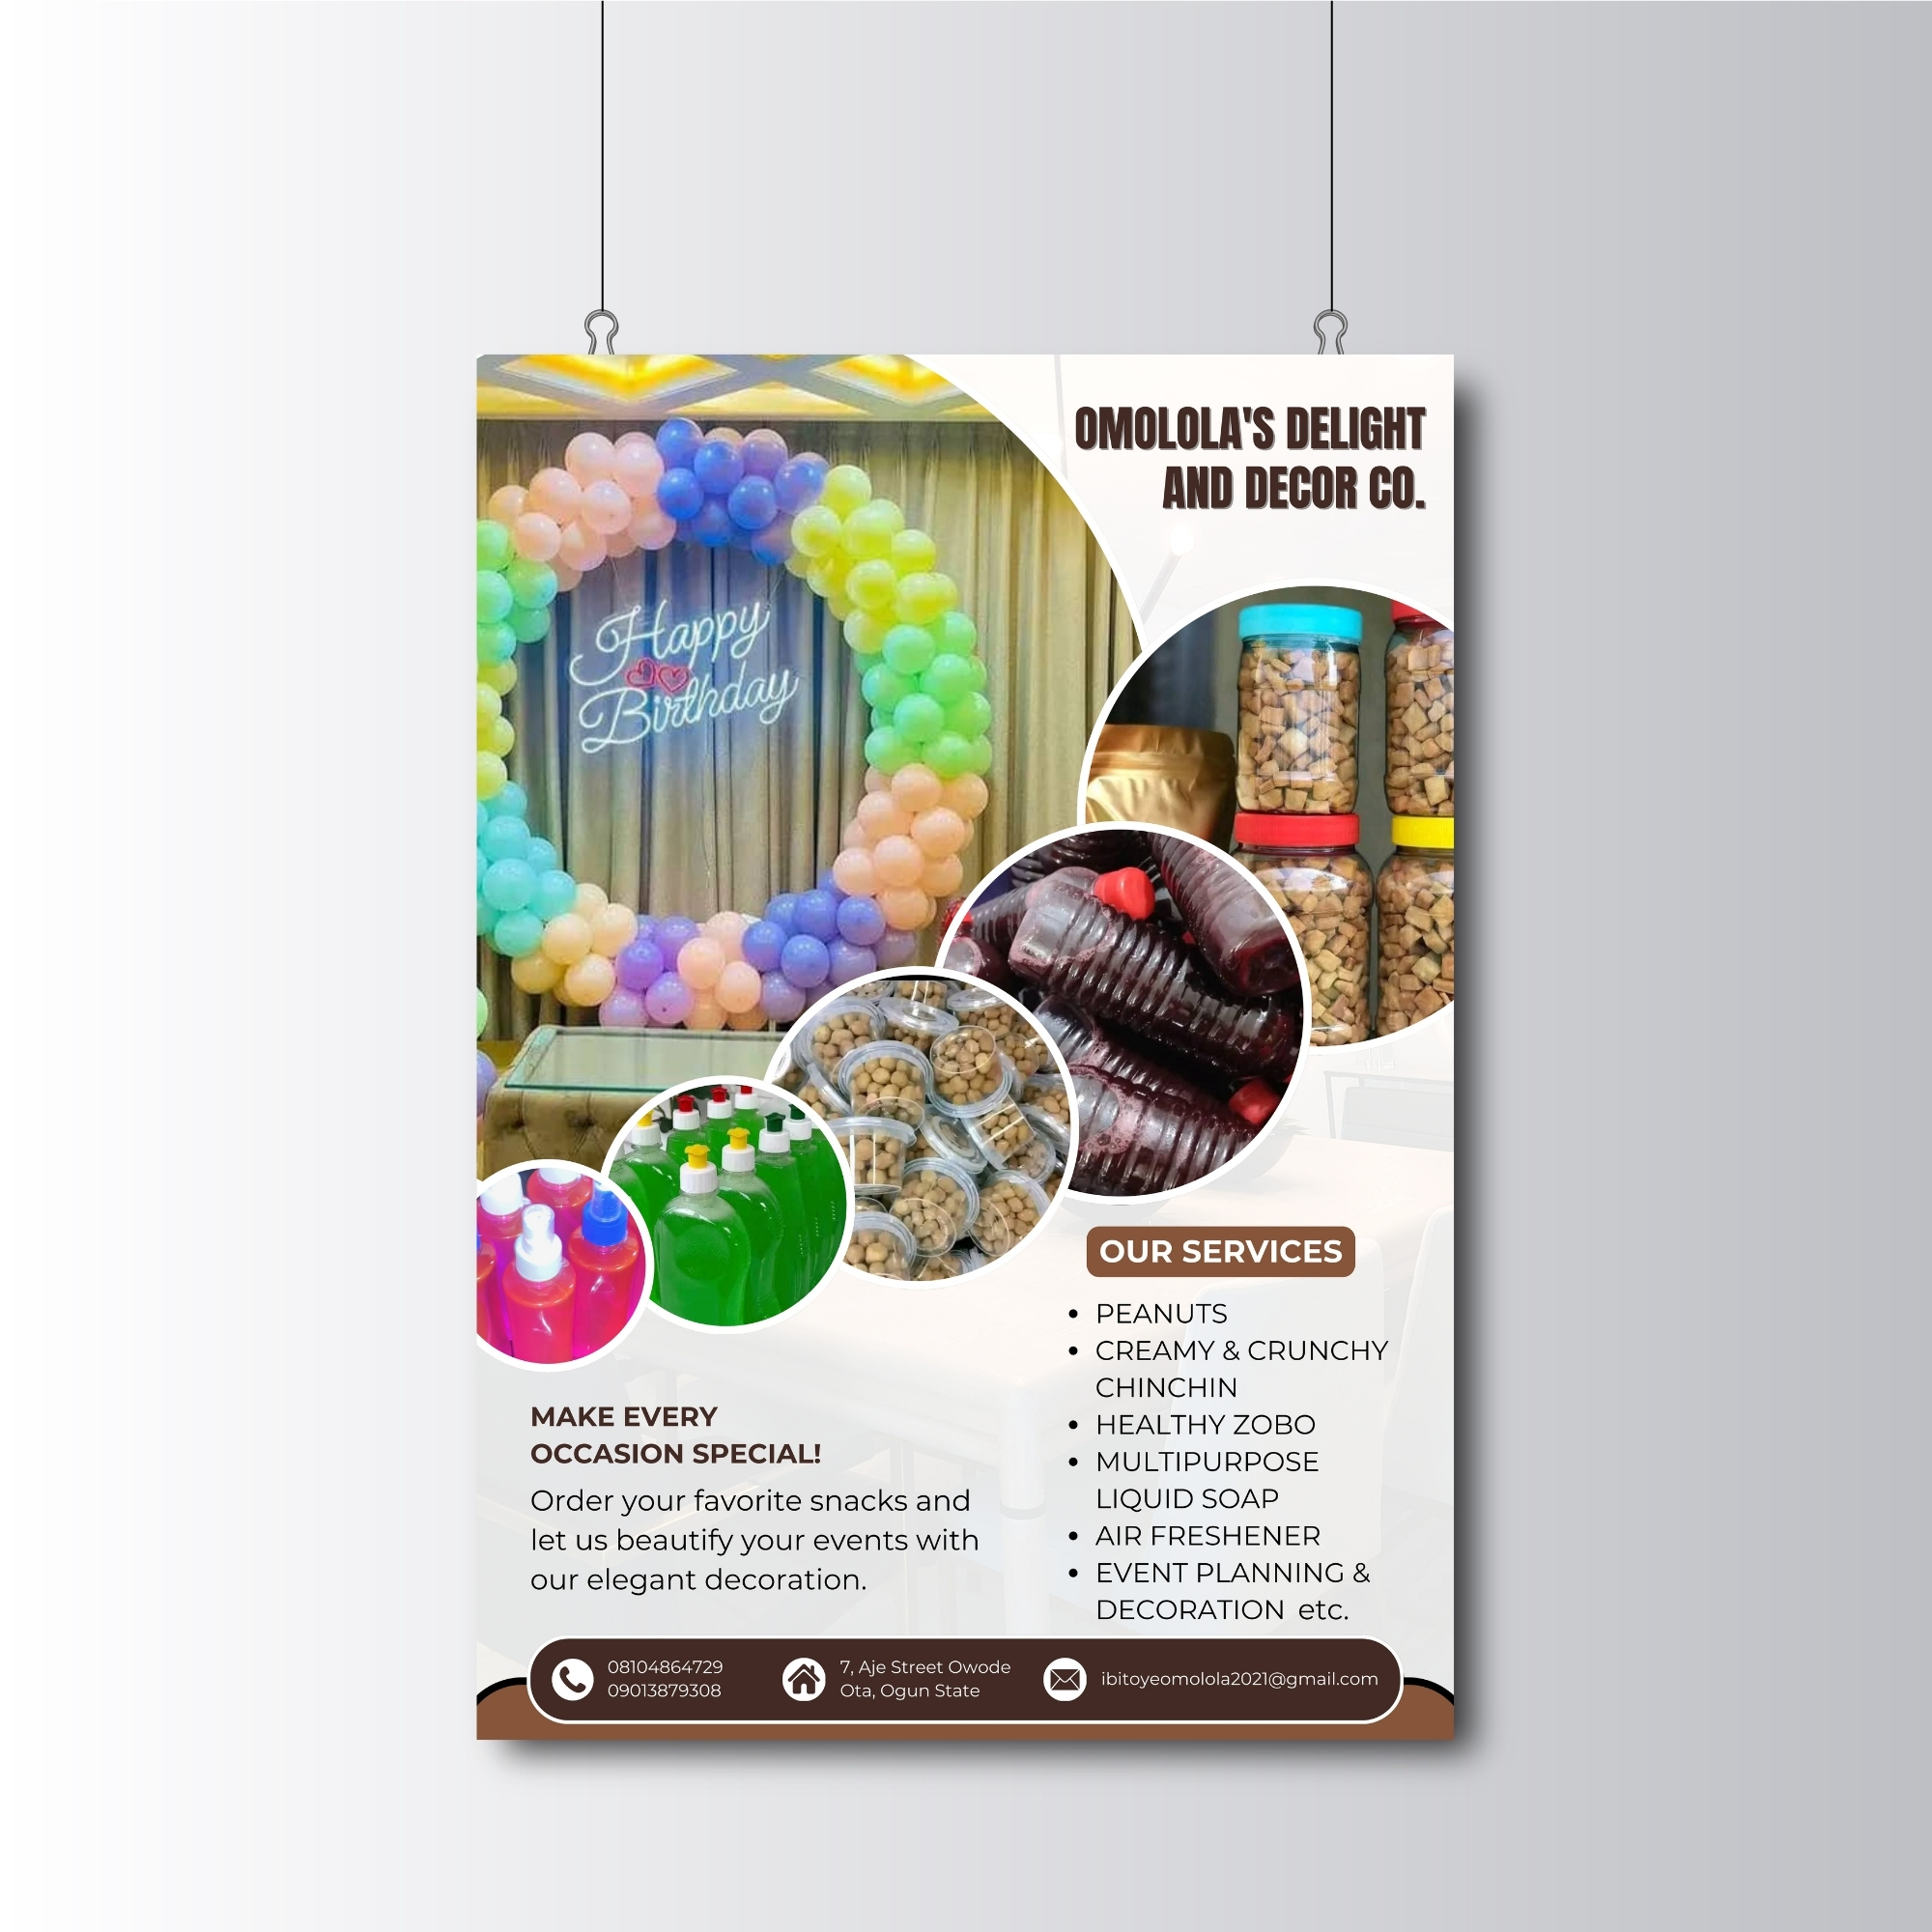 OMOLOLA'S DELIGHT
AND DECOR CO.
Happy
Birthday
OUR SERVICES
• PEANUTS
• CREAMY & CRUNCHY
CHINCHIN
• HEALTHY ZOBO
• MULTIPURPOSE
LIQUID SOAP
• AIR FRESHENER
• EVENT PLANNING &
DECORATION etc.
MAKE EVERY
OCCASION SPECIAL!
Order your favorite snacks and
let us beautify your events with
our elegant decoration.
08104864729
09013879308
7, Aje Street Owode
Ota, Ogun State
ibitoyeomolola2021@gmail.com